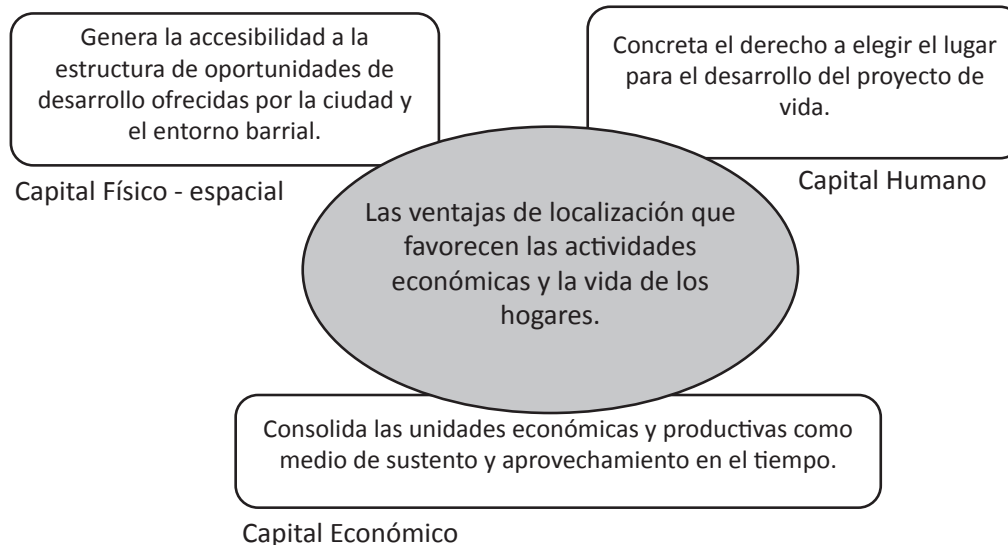 Genera la accesibilidad a la
estructura de oportunidades de
desarrollo ofrecidas por la ciudad y
el entorno barrial.
Capital Físico - espacial
Concreta el derecho a elegir el lugar
para el desarrollo del proyecto de
vida.
Capital Humano
Las ventajas de localización que
favorecen las actividades
económicas y la vida de los
hogares.
Consolida las unidades económicas y productivas como
medio de sustento y aprovechamiento en el tiempo.
Capital Económico